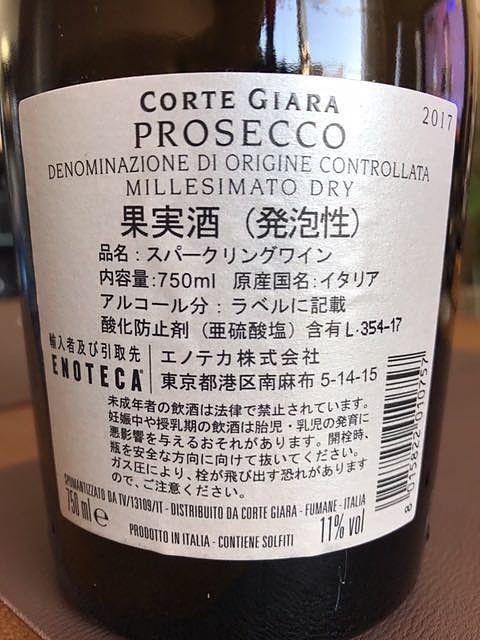 CORTE GIARA
2017
PROSECCO
DENOMINAZIONE DI ORIGINE CONTROLLATA
MILLESIMATO DRY
果実酒（発泡性）
品名：スパークリングワイン
内容量:750ml 原産国名:イタリア
アルコール分：ラベルに記載
酸化防止剤（亜硫酸塩）含有 L·354-17
輸入者及び引取先
ENOTECA
エノテカ株式会社
東京都港区南麻布 5-14-15
未成年者の飲酒は法律で禁止されています。
妊娠中や授乳期の飲酒は胎児・乳児の発育に
悪影響を与えるおそれがあります。開栓時、
瓶を安全な方向に向けて抜いてください。
ガス圧により、栓が飛び出す恐れがあります
ので、ご注意ください。
8 015822 010757
SPUMANTIZZATO DA TV/13109/IT - DISTRIBUITO DA CORTE GIARA - FUMANE - ITALIA
750 ml e
PRODOTTO IN ITALIA - CONTIENE SOLFITI
11% vol